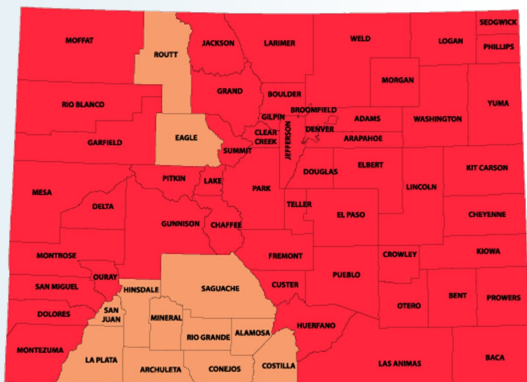 SEDGWICK
MOFFAT
ROUTT
JACKSON
LARIMER
WELD
LOGAN
PHILLIPS
MORGAN
GRAND
BOULDER
YUMA
RIO BLANCO
BROOMFIELD
GILPIN
ADAMS
WASHINGTON
DENVER
CLEAR
CREEK
JEFFERSON
ARAPAHOE
EAGLE
GARFIELD
SUMMIT
ELBERT
KIT CARSON
DOUGLAS
PITKIN
LAKE
PARK
LINCOLN
MESA
DELTA
TELLER
EL PASO
CHEYENNE
GUNNISON
CHAFFEE
MONTROSE
FREMONT
CROWLEY
KIOWA
OURAY
PUEBLO
SAN MIGUEL
HINSDALE
SAGUACHE
CUSTER
BENT
PROWERS
OTERO
DOLORES
SAN
JUAN
MINERAL
HUERFANO
RIO GRANDE
ALAMOSA
MONTEZUMA
LA PLATA
ARCHULETA
CONEJOS
COSTILLA
LAS ANIMAS
BACA